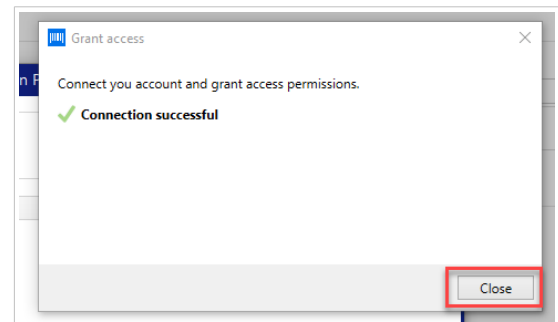 Grant access
Connect you account and grant access permissions.
Connection successful
Close